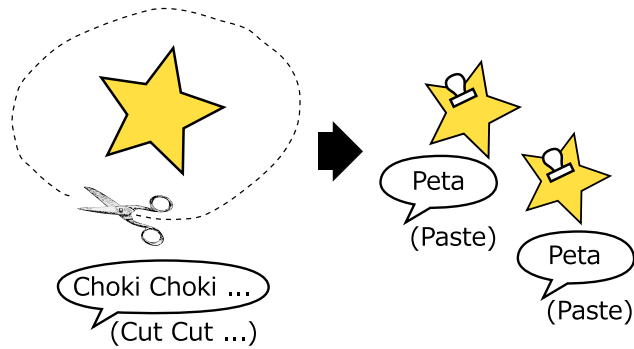 Choki Choki ...
(Cut Cut ...)
Peta
(Paste)
Peta
(Paste)